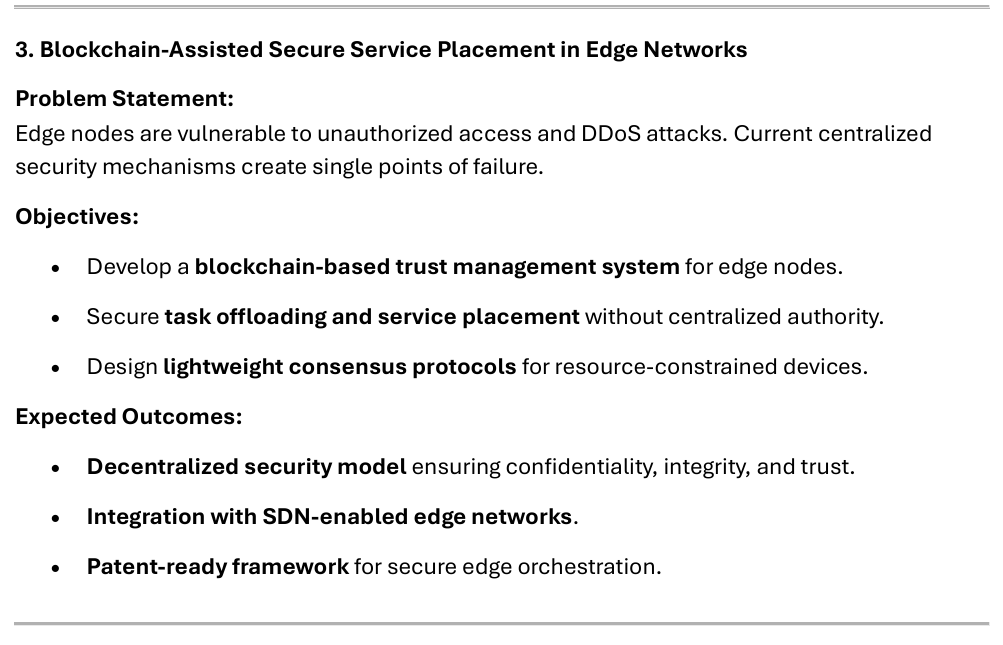 3. Blockchain-Assisted Secure Service Placement in Edge Networks
Problem Statement:
Edge nodes are vulnerable to unauthorized access and DDoS attacks. Current centralized
security mechanisms create single points of failure.
Objectives:
• Develop a blockchain-based trust management system for edge nodes.
• Secure task offloading and service placement without centralized authority.
• Design lightweight consensus protocols for resource-constrained devices.
Expected Outcomes:
• Decentralized security model ensuring confidentiality, integrity, and trust.
• Integration with SDN-enabled edge networks.
• Patent-ready framework for secure edge orchestration.